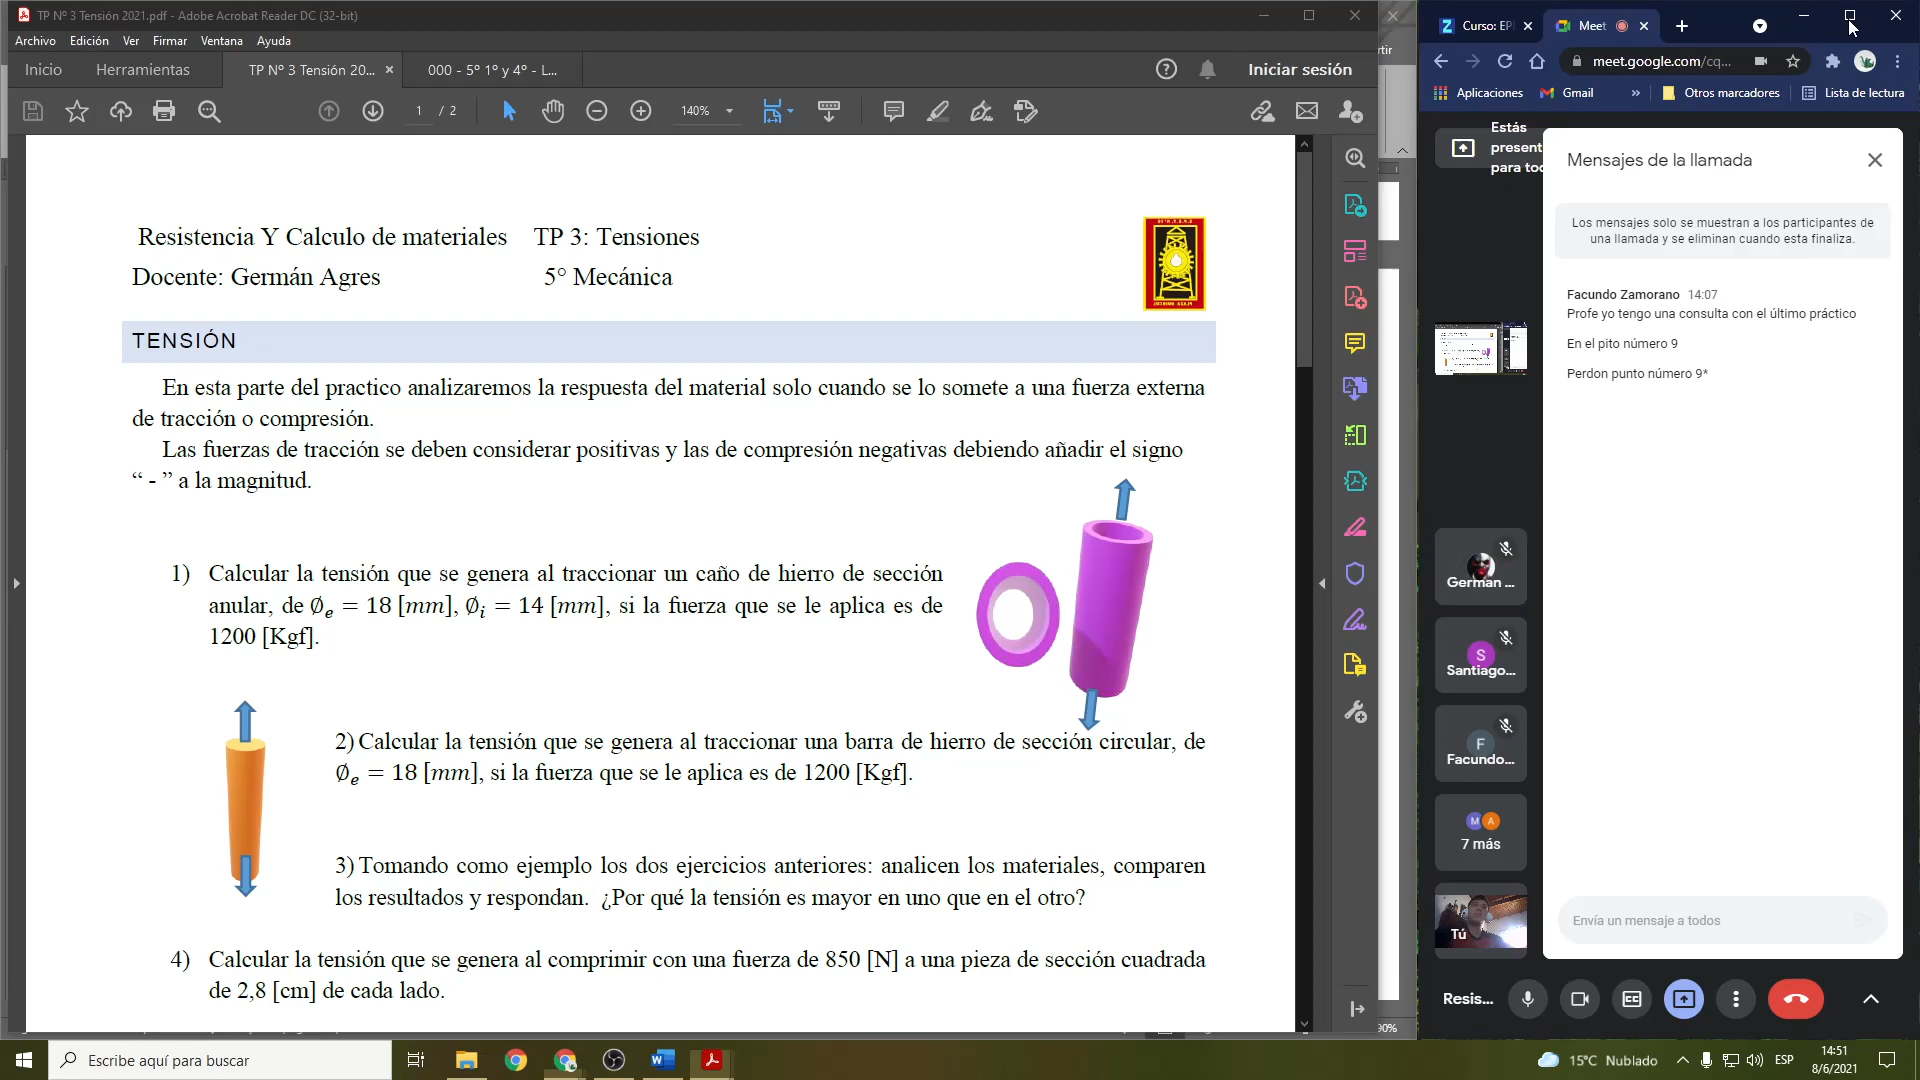 TP Nº 3 Tensión 2021.pdf - Adobe Acrobat Reader DC (32-bit)
Archivo Edición Ver Firmar Ventana Ayuda
Inicio Herramientas TP Nº 3 Tensión 20... × 000 - 5º 1º y 4º - L... Iniciar sesión
1 / 2 140%
Resistencia Y Calculo de materiales TP 3: Tensiones
Docente: Germán Agres 5° Mecánica
TENSIÓN
En esta parte del practico analizaremos la respuesta del material solo cuando se lo somete a una fuerza externa
de tracción o compresión.
Las fuerzas de tracción se deben considerar positivas y las de compresión negativas debiendo añadir el signo
“ - ” a la magnitud.
1) Calcular la tensión que se genera al traccionar un caño de hierro de sección
anular, de ∅e = 18 [mm], ∅i = 14 [mm], si la fuerza que se le aplica es de
1200 [Kgf].
2) Calcular la tensión que se genera al traccionar una barra de hierro de sección circular, de
∅e = 18 [mm], si la fuerza que se le aplica es de 1200 [Kgf].
3) Tomando como ejemplo los dos ejercicios anteriores: analicen los materiales, comparen
los resultados y respondan. ¿Por qué la tensión es mayor en uno que en el otro?
4) Calcular la tensión que se genera al comprimir con una fuerza de 850 [N] a una pieza de sección cuadrada
de 2,8 [cm] de cada lado.
rtir
90%
Curso: EP × Meet ×
meet.google.com/cq...
Aplicaciones Gmail » Otros marcadores Lista de lectura
Estás
present
para tod
Mensajes de la llamada
Los mensajes solo se muestran a los participantes de
una llamada y se eliminan cuando esta finaliza.
Facundo Zamorano 14:07
Profe yo tengo una consulta con el último práctico
En el pito número 9
Perdon punto número 9*
German ...
S
Santiago...
F
Facundo...
M A
7 más
Tú
Envía un mensaje a todos
Resis...
Escribe aquí para buscar
15°C Nublado ESP 14:51
8/6/2021